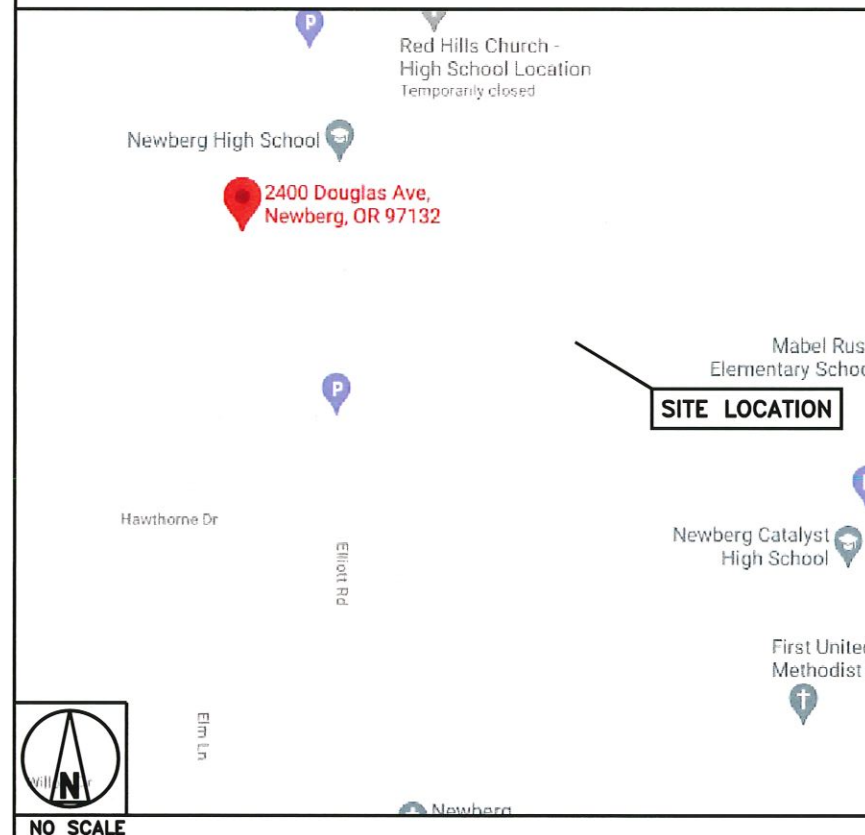 P
Red Hills Church -
High School Location
Temporarily closed
Newberg High School
2400 Douglas Ave,
Newberg, OR 97132
Mabel Rus
Elementary Schoo
P
SITE LOCATION
Hawthorne Dr
Elliott Rd
Newberg Catalyst
High School
First United
Methodist
Elm Ln
N
Newberg
NO SCALE